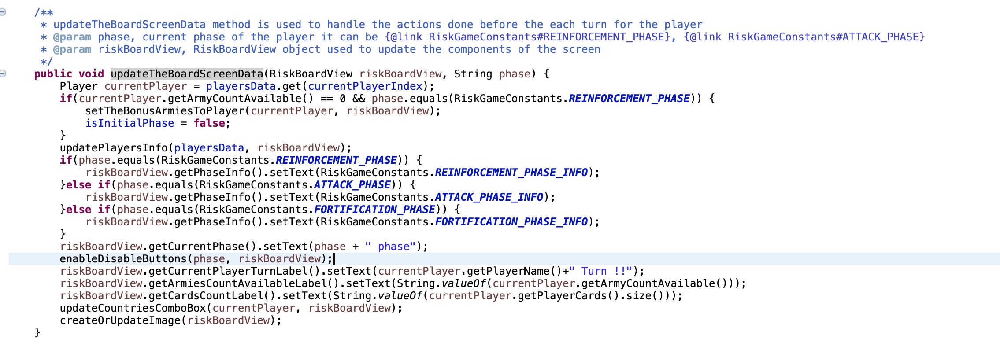 /**
 * updateTheBoardScreenData method is used to handle the actions done before the each turn for the player
 * @param phase, current phase of the player it can be {@link RiskGameConstants#REINFORCEMENT_PHASE}, {@link RiskGameConstants#ATTACK_PHASE}
 * @param riskBoardView, RiskBoardView object used to update the components of the screen
 */
public void updateTheBoardScreenData(RiskBoardView riskBoardView, String phase) {
    Player currentPlayer = playersData.get(currentPlayerIndex);
    if(currentPlayer.getArmyCountAvailable() == 0 && phase.equals(RiskGameConstants.REINFORCEMENT_PHASE)) {
        setTheBonusArmiesToPlayer(currentPlayer, riskBoardView);
        isInitialPhase = false;
    }
    updatePlayersInfo(playersData, riskBoardView);
    if(phase.equals(RiskGameConstants.REINFORCEMENT_PHASE)) {
        riskBoardView.getPhaseInfo().setText(RiskGameConstants.REINFORCEMENT_PHASE_INFO);
    }else if(phase.equals(RiskGameConstants.ATTACK_PHASE)) {
        riskBoardView.getPhaseInfo().setText(RiskGameConstants.ATTACK_PHASE_INFO);
    }else if(phase.equals(RiskGameConstants.FORTIFICATION_PHASE)) {
        riskBoardView.getPhaseInfo().setText(RiskGameConstants.FORTIFICATION_PHASE_INFO);
    }
    riskBoardView.getCurrentPhase().setText(phase + " phase");
    enableDisableButtons(phase, riskBoardView);
    riskBoardView.getCurrentPlayerTurnLabel().setText(currentPlayer.getPlayerName()+" Turn !!");
    riskBoardView.getArmiesCountAvailableLabel().setText(String.valueOf(currentPlayer.getArmyCountAvailable()));
    riskBoardView.getCardsCountLabel().setText(String.valueOf(currentPlayer.getPlayerCards().size()));
    updateCountriesComboBox(currentPlayer, riskBoardView);
    createOrUpdateImage(riskBoardView);
}